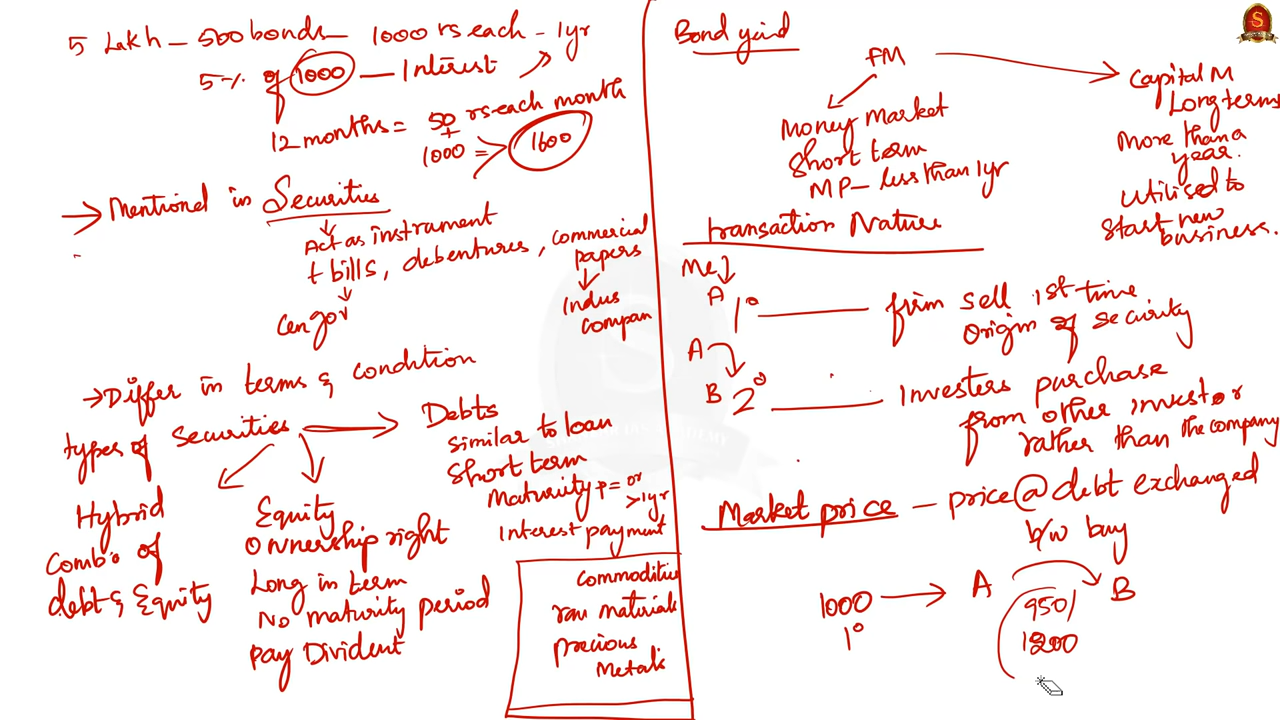 5 Lakh – 500 bonds – 1000 rs each – 1yr
5% of 1000 — Interest
12 months = 50 rs each month
+
1000 = 1600
→ Mentioned in Securities
Act as instrument
t bills, debentures, commercial papers
Cen gov
Indus
Compan
→ Differ in terms & condition
types of Securities
Debts
Similar to loan
Short term
Maturity p = or
>1yr
Interest payment
Hybrid
Comb° of
debt & Equity
Equity
Ownership right
Long in term
No maturity period
Pay Divident
Commodities
raw materials
precious
Metals
Bond yield
FM
Money market
Short term
MP – less than 1yr
Capital M
Long terms
More than a
year.
Utilised to
Start new
business.
Transaction Nature
Me
A
1° — firm sell 1st time
Origin of security
A
B 2° — Investers purchase
from other investor
rather than the company
Market price – price @ debt exchanged
b/w buy
1000 → A B
1°
950/
1200
S